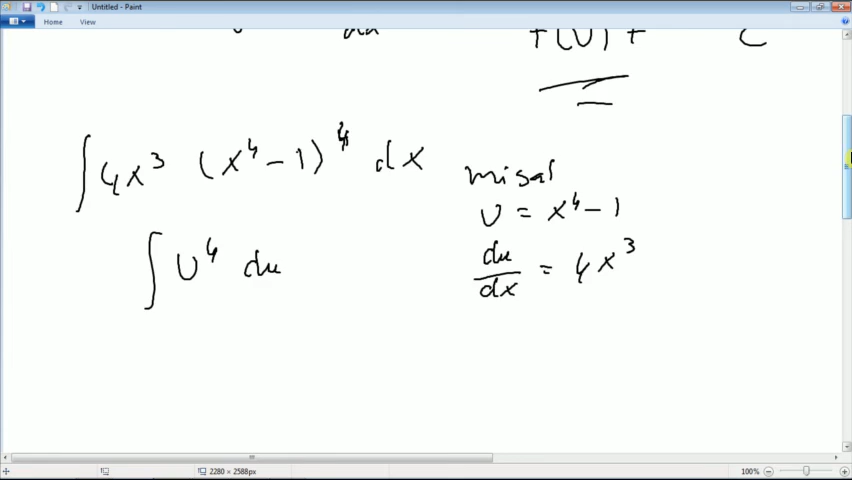 Untitled - Paint
Home View
f(u) + C
∫ 4x³ (x⁴ - 1)⁴ dx
misal
u = x⁴ - 1
∫ u⁴ du
du/dx = 4x³
2280 × 2588px
100%